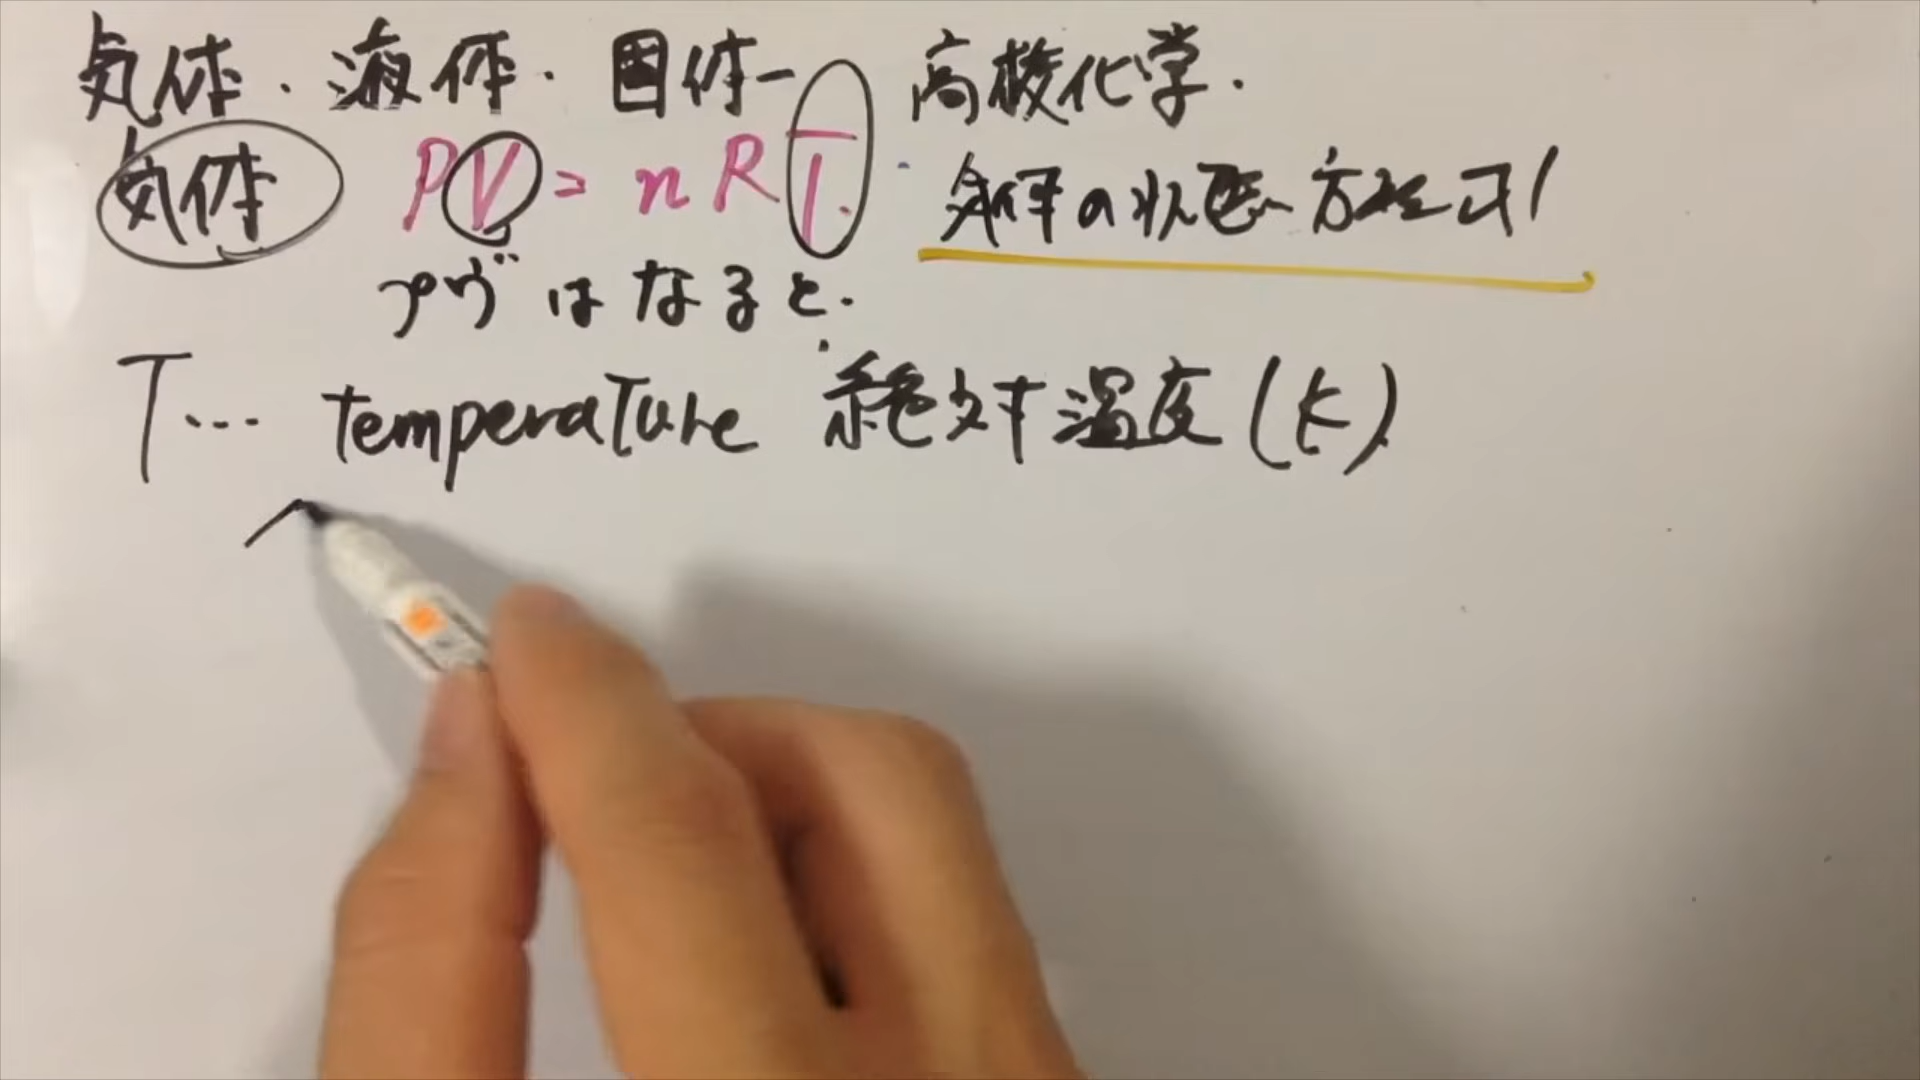 気体・液体・固体ー 高校化学.
気体 PV = nRT. 気体の状態方程式!
プヴ はなると.
T… temperature 絶対温度(K)